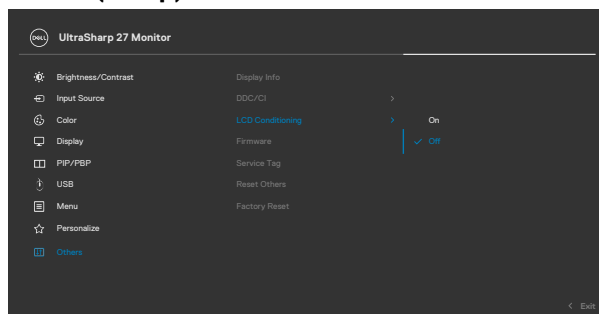 DELL UltraSharp 27 Monitor
Brightness/Contrast Display Info
Input Source DDC/CI
Color LCD Conditioning On
Display Firmware Off
PIP/PBP Service Tag
USB Reset Others
Menu Factory Reset
Personalize
Others
Exit